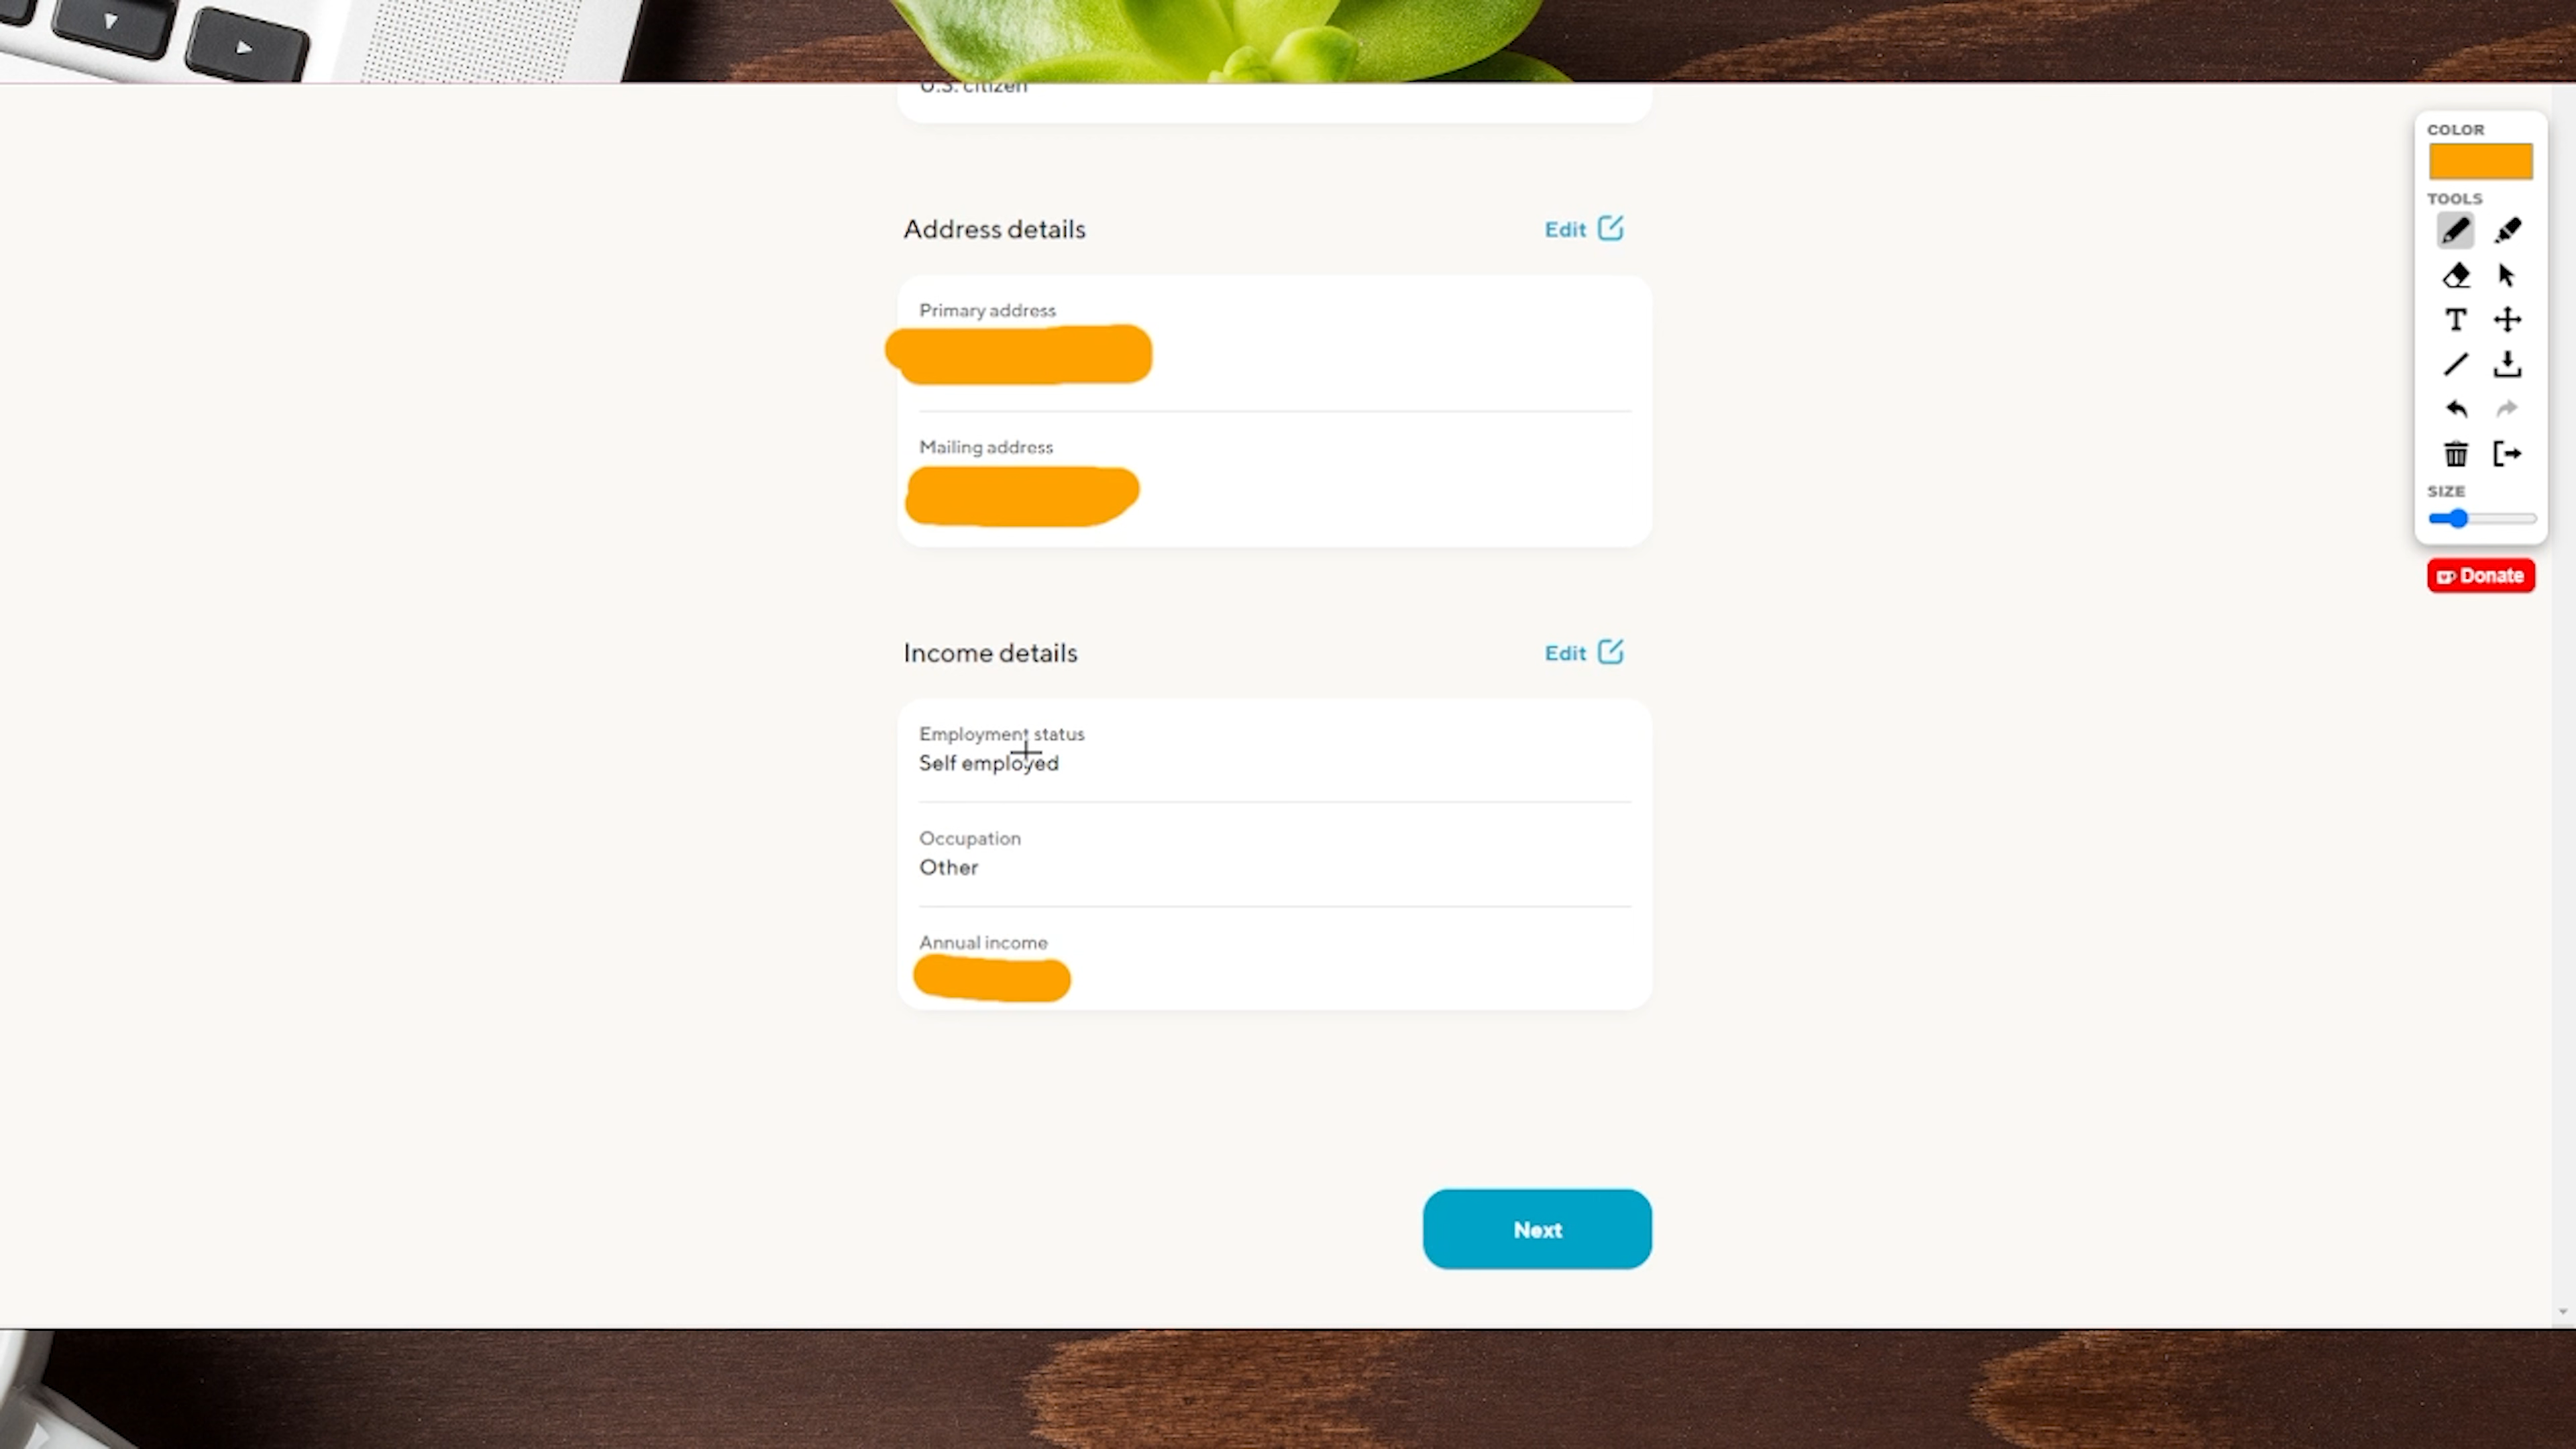 U.S. citizen
Address details
Edit
Primary address
Mailing address
Income details
Edit
Employment status
Self employed
Occupation
Other
Annual income
Next
COLOR
TOOLS
T
SIZE
Donate